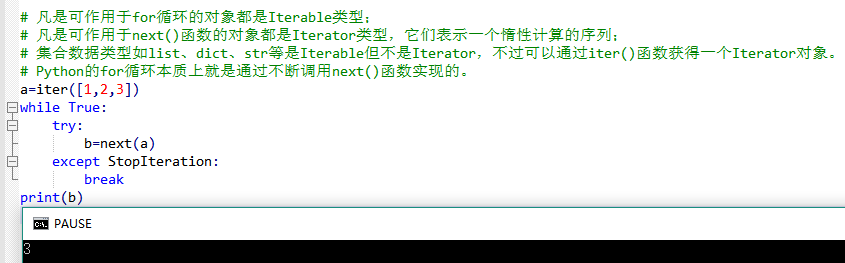 # 凡是可作用于for循环的对象都是Iterable类型；
# 凡是可作用于next()函数的对象都是Iterator类型，它们表示一个惰性计算的序列；
# 集合数据类型如list、dict、str等是Iterable但不是Iterator，不过可以通过iter()函数获得一个Iterator对象。
# Python的for循环本质上就是通过不断调用next()函数实现的。
a=iter([1,2,3])
while True:
    try:
        b=next(a)
    except StopIteration:
        break
print(b)
C:\. PAUSE
3